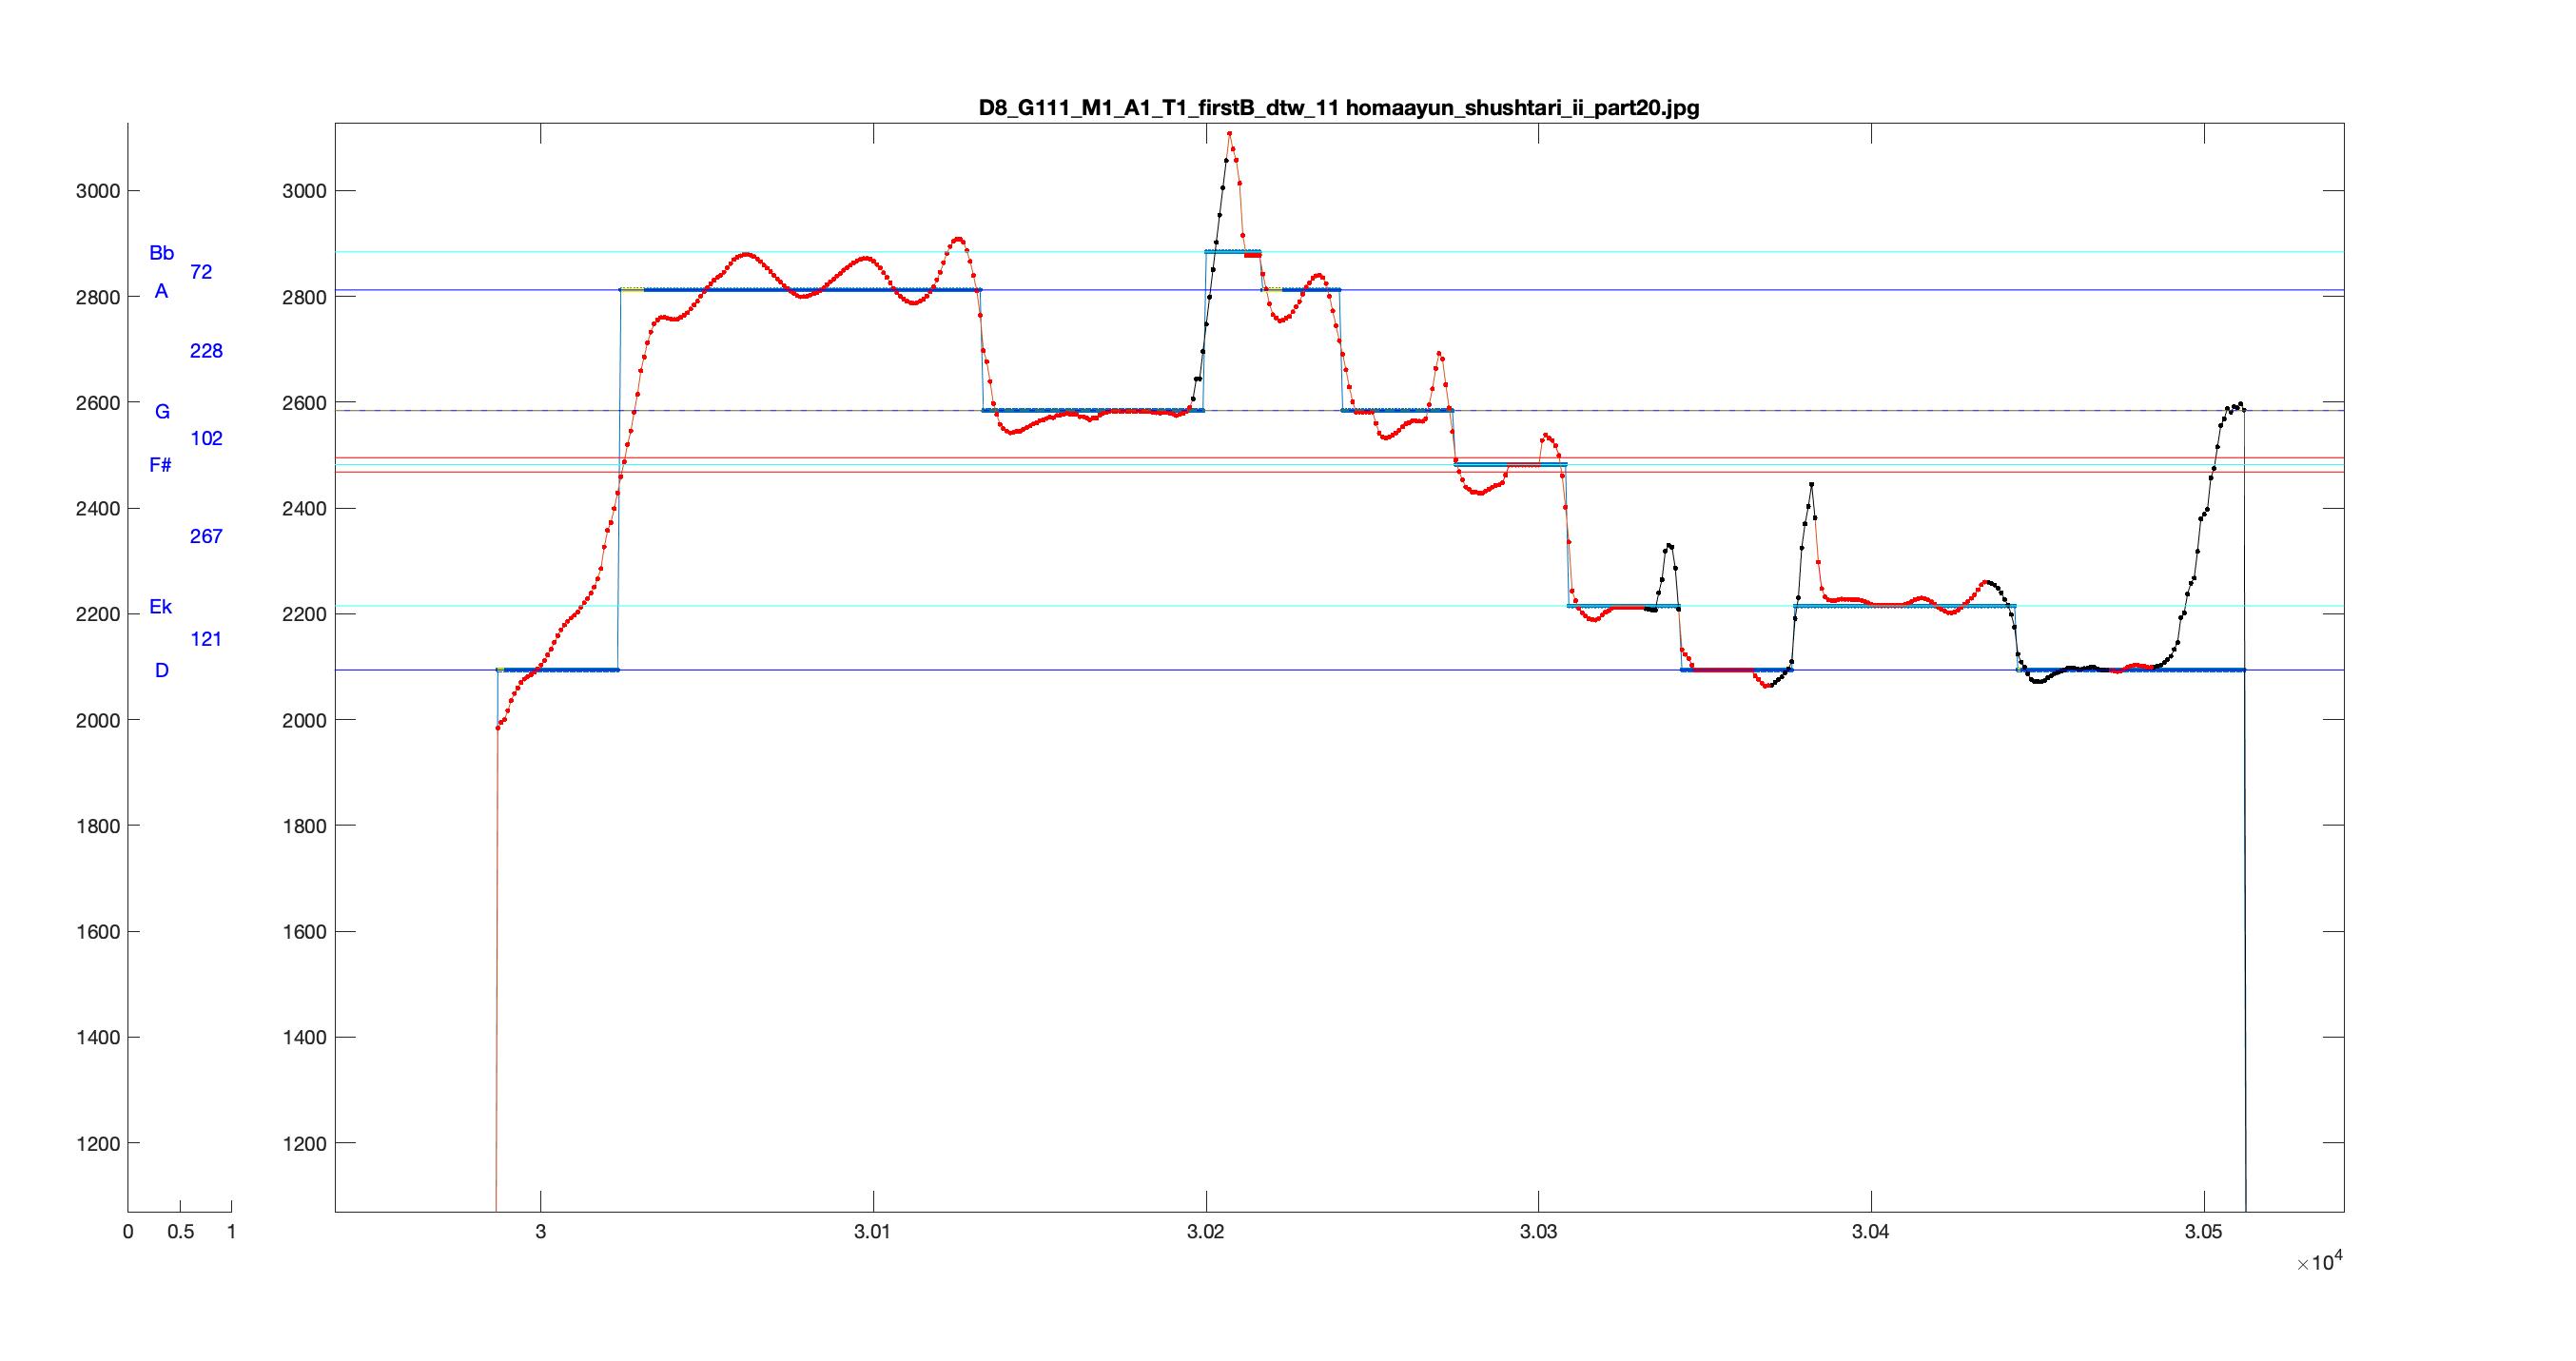 D8_G111_M1_A1_T1_firstB_dtw_11 homaayun_shushtari_ii_part20.jpg
3000 3000
Bb
72
2800 A 2800
228
2600 G 2600
102
F#
2400 2400
267
2200 Ek 2200
121
D
2000 2000
1800 1800
1600 1600
1400 1400
1200 1200
0 0.5 1 3 3.01 3.02 3.03 3.04 3.05
×10^4